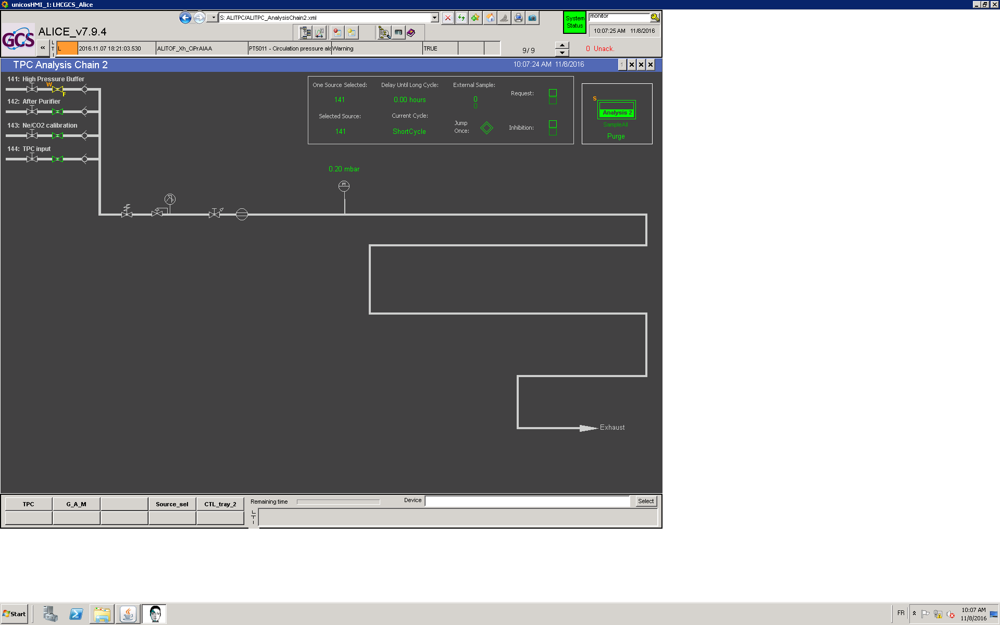 unicosHMI_1: LHCGCS_Alice
S: ALITPC/ALITPC_AnalysisChain2.xml
System Status
monitor
GCS
ALICE_v7.9.4
10:07:25 AM 11/8/2016
«
L
T
I
L 2016.11.07 18:21:03.530 ALITOF_Xh_CiPrAlAA PT5011 - Circulation pressure ala Warning TRUE
9/ 9
0 Unack.
TPC Analysis Chain 2
10:07:24 AM 11/8/2016
1
141: High Pressure Buffer
W
F
142: After Purifier
143: Ne/CO2 calibration
144: TPC input
One Source Selected:
141
Selected Source:
141
Delay Until Long Cycle:
0.00 hours
Current Cycle:
ShortCycle
External Sample:
0
0
Jump
Once:
Request:
Inhibition:
S
Analysis 2
SampleAll
Purge
0.20 mbar
PT
Exhaust
TPC G_A_M Source_sel CTL_tray_2
Remaining time
Device
Select
L
T
I
Start
FR
10:07 AM
11/8/2016